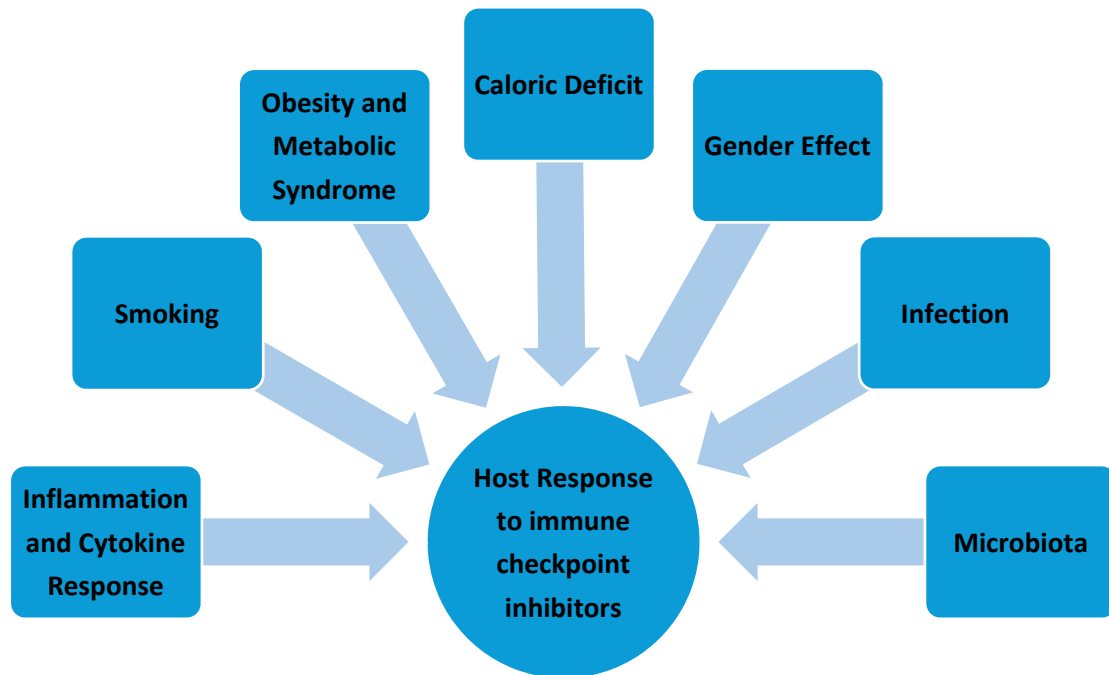 Caloric Deficit
Obesity and
Metabolic
Syndrome
Gender Effect
Smoking
Infection
Inflammation
and Cytokine
Response
Host Response
to immune
checkpoint
inhibitors
Microbiota